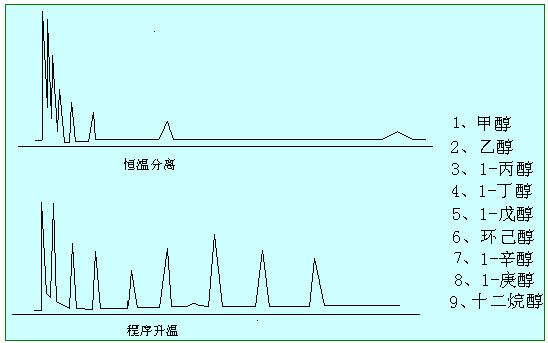 恒温分离
程序升温
1、甲醇
2、乙醇
3、1-丙醇
4、1-丁醇
5、1-戊醇
6、环己醇
7、1-辛醇
8、1-庚醇
9、十二烷醇